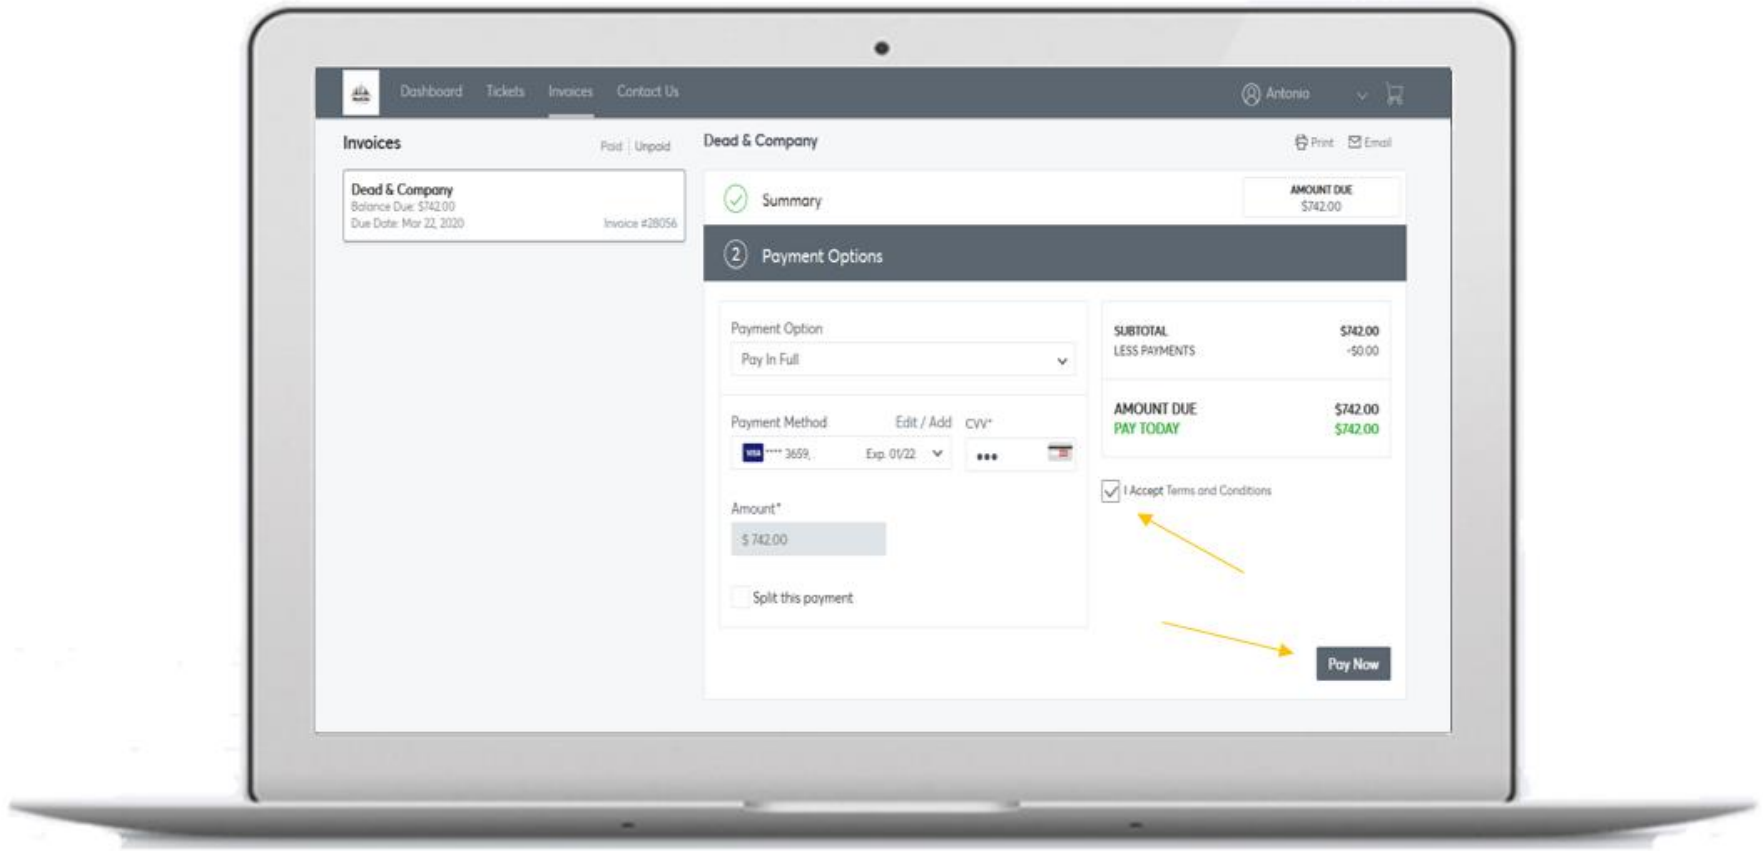 Dashboard Tickets Invoices Contact Us
Antonio
Invoices
Paid | Unpaid
Dead & Company
Balance Due: $742.00
Due Date: Mar 22, 2020
Invoice #28056
Dead & Company
Print Email
Summary
AMOUNT DUE
$742.00
2 Payment Options
Payment Option
Pay In Full
Payment Method Edit / Add CVV*
VISA **** 3659, Exp. 01/22 •••
Amount*
$ 742.00
Split this payment
SUBTOTAL $742.00
LESS PAYMENTS -$0.00
AMOUNT DUE $742.00
PAY TODAY $742.00
I Accept Terms and Conditions
Pay Now